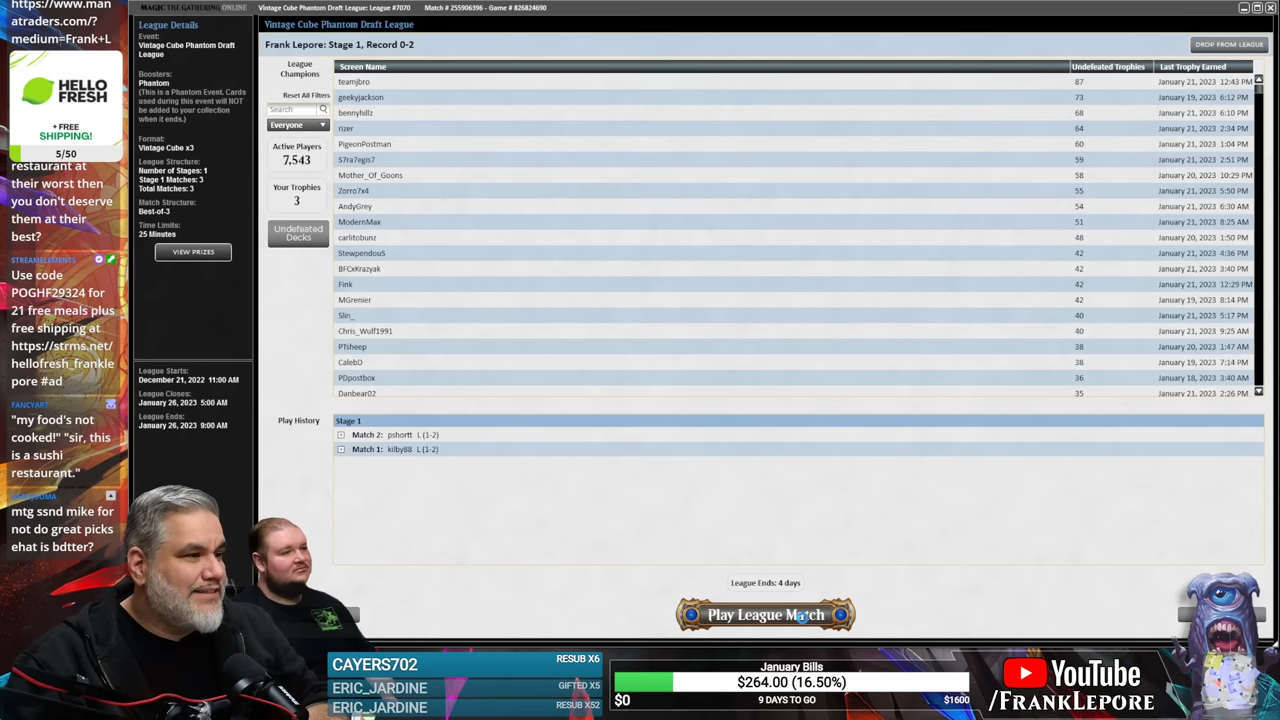 https://www.man
atraders.com/?
medium=Frank+L
HELLO
FRESH
+ FREE
SHIPPING!
5/50
restaurant at
their worst then
you don't deserve
them at their
best?
STREAMELEMENTS
Use code
POGHF29324 for
21 free meals plus
free shipping at
https://strms.net/
hellofresh_frankle
pore #ad
FANCYART
"my food's not
cooked!" "sir, this
is a sushi
restaurant."
mtg ssnd mike for
not do great picks
ehat is bdtter?
MAGIC THE GATHERING ONLINE
Vintage Cube Phantom Draft League: League #7070
Match # 255906396 - Game # 826824690
League Details
Event:
Vintage Cube Phantom Draft
League
Boosters:
Phantom
(This is a Phantom Event. Cards
used during this event will NOT
be added to your collection
when it ends.)
Format:
Vintage Cube x3
League Structure:
Number of Stages: 1
Stage 1 Matches: 3
Total Matches: 3
Match Structure:
Best-of-3
Time Limits:
25 Minutes
VIEW PRIZES
League Starts:
December 21, 2022 11:00 AM
League Closes:
January 26, 2023 5:00 AM
League Ends:
January 26, 2023 9:00 AM
Vintage Cube Phantom Draft League
Frank Lepore: Stage 1, Record 0-2
DROP FROM LEAGUE
League
Champions
Reset All Filters
Search
Everyone
Active Players
7,543
Your Trophies
3
Undefeated
Decks
Screen Name Undefeated Trophies Last Trophy Earned
teamjbro 87 January 21, 2023 12:43 PM
geekyjackson 73 January 19, 2023 6:12 PM
bennyhillz 68 January 21, 2023 6:10 PM
rizer 64 January 21, 2023 2:34 PM
PigeonPostman 60 January 21, 2023 1:04 PM
S7ra7egis7 59 January 21, 2023 2:51 PM
Mother_Of_Goons 58 January 20, 2023 10:29 PM
Zorro7x4 55 January 21, 2023 5:50 PM
AndyGrey 54 January 21, 2023 6:30 AM
ModernMax 51 January 21, 2023 8:25 AM
carlitobunz 48 January 20, 2023 1:50 PM
StewpendouS 42 January 21, 2023 4:36 PM
BFCxKrazyak 42 January 21, 2023 3:40 PM
Fink 42 January 21, 2023 12:29 PM
MGrenier 42 January 19, 2023 8:14 PM
Slin_ 40 January 21, 2023 5:17 PM
Chris_Wulf1991 40 January 21, 2023 9:25 AM
PTsheep 38 January 20, 2023 1:47 AM
CalebD 38 January 19, 2023 7:14 PM
PDpostbox 36 January 18, 2023 3:40 AM
Danbear02 35 January 21, 2023 2:26 PM
Play History
Stage 1
Match 2: pshortt L (1-2)
Match 1: kilby88 L (1-2)
League Ends: 4 days
Play League Match
CAYERS702 RESUB X6
ERIC_JARDINE GIFTED X5
ERIC_JARDINE RESUB X52
January Bills
$264.00 (16.50%)
$0 9 DAYS TO GO $1600
YouTube
/FRANKLEPORE